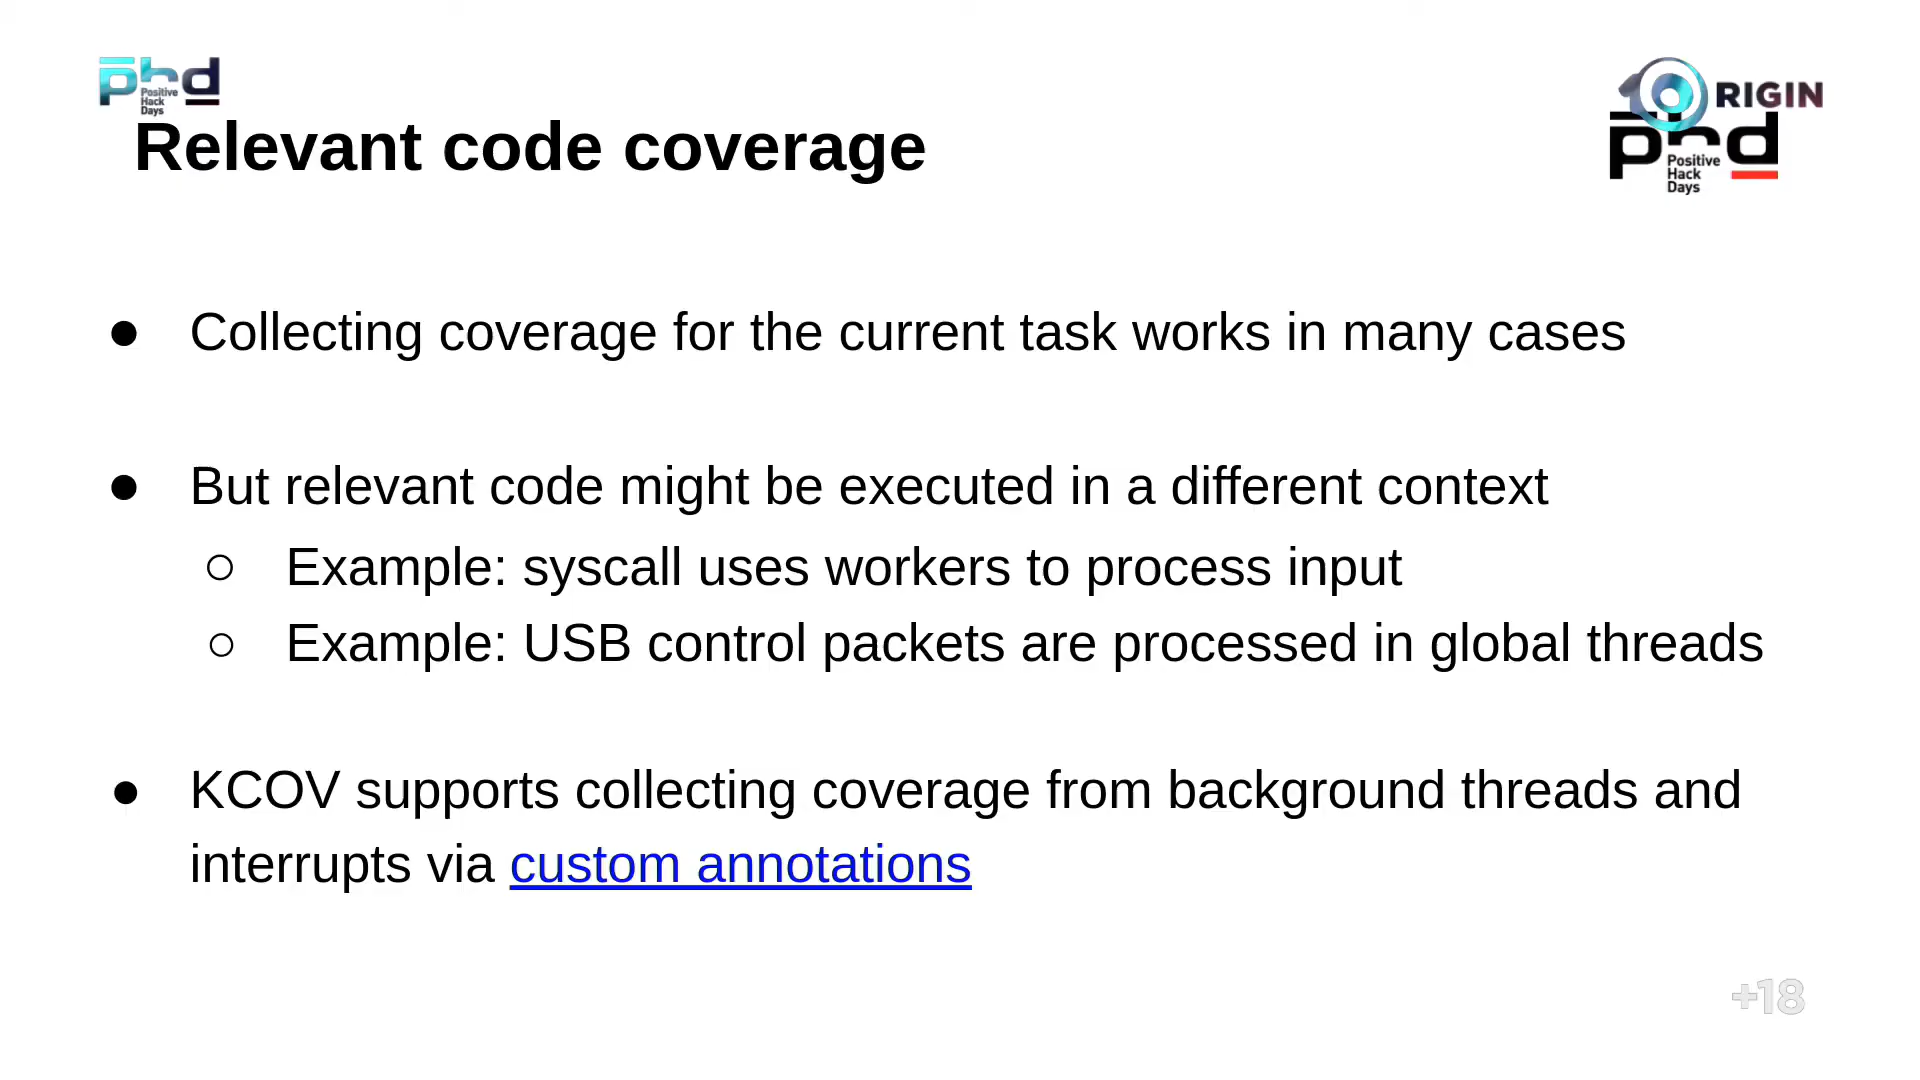 phd
Positive
Hack
Days
10RIGIN
phd
Positive
Hack
Days
Relevant code coverage
● Collecting coverage for the current task works in many cases
● But relevant code might be executed in a different context
○ Example: syscall uses workers to process input
○ Example: USB control packets are processed in global threads
● KCOV supports collecting coverage from background threads and
interrupts via custom annotations
+18